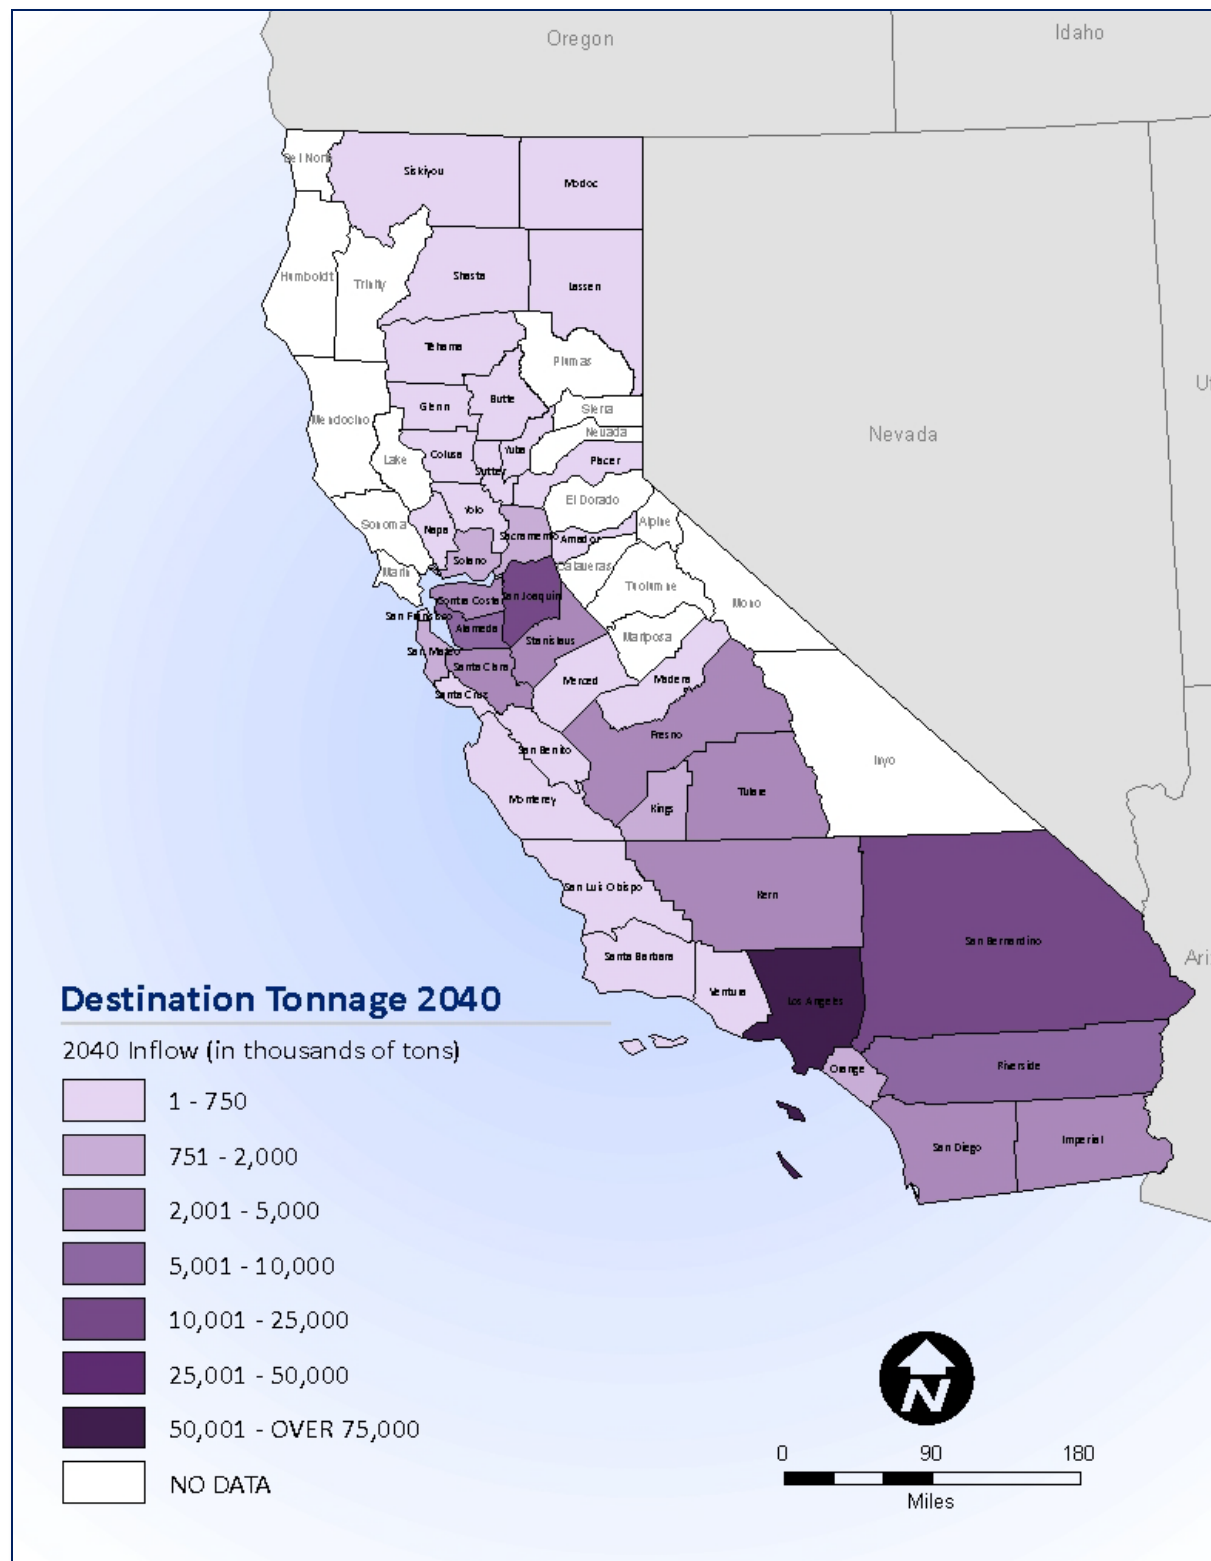 Oregon
Idaho
Del Nort
Siskiyou
Modoc
Humboldt
Trinity
Shasta
Lassen
Tehama
Plumas
Ut
Glenn
Butte
Sierra
Mendocino
Nevada
Nevada
Lake
Colusa
Sutter
Yuba
Placer
El Dorado
Sonoma
Napa
Yolo
Sacramento
Alpine
Amador
Marin
Solano
Calaveras
Tuolumne
Mono
Contra Costa
San Joaquin
San Francisco
Alameda
Stanislaus
Mariposa
San Mateo
Santa Clara
Merced
Madera
Santa Cruz
San Benito
Fresno
Inyo
Monterey
Kings
Tulare
San Luis Obispo
Kern
San Bernardino
Santa Barbara
Ari
Ventura
Los Angeles
Orange
Riverside
San Diego
Imperial
Destination Tonnage 2040
2040 Inflow (in thousands of tons)
1 - 750
751 - 2,000
2,001 - 5,000
5,001 - 10,000
10,001 - 25,000
25,001 - 50,000
50,001 - OVER 75,000
NO DATA
N
0 90 180
Miles